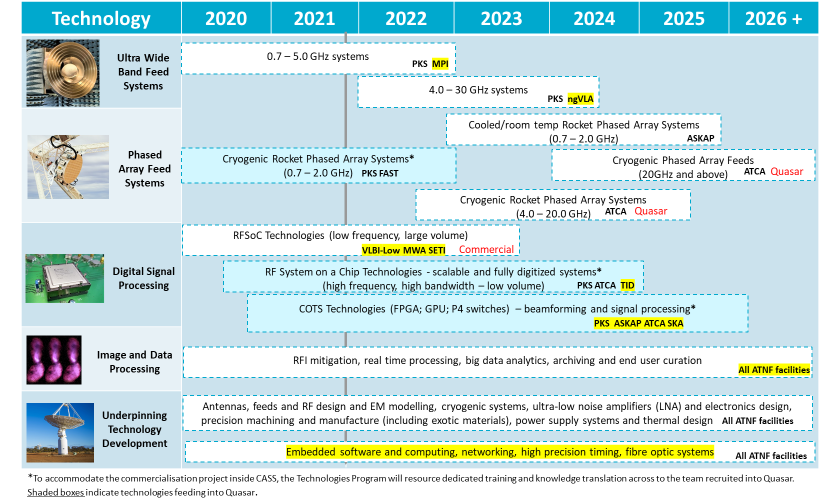 Technology 2020 2021 2022 2023 2024 2025 2026 +
Ultra Wide
Band Feed
Systems
0.7 – 5.0 GHz systems
PKS MPI
4.0 – 30 GHz systems
PKS ngVLA
Phased
Array Feed
Systems
Cooled/room temp Rocket Phased Array Systems
(0.7 – 2.0 GHz) ASKAP
Cryogenic Rocket Phased Array Systems*
(0.7 – 2.0 GHz) PKS FAST
Cryogenic Phased Array Feeds
(20GHz and above) ATCA Quasar
Cryogenic Rocket Phased Array Systems
(4.0 – 20.0 GHz) ATCA Quasar
Digital Signal
Processing
RFSoC Technologies (low frequency, large volume)
VLBI-Low MWA SETI Commercial
RF System on a Chip Technologies - scalable and fully digitized systems*
(high frequency, high bandwidth – low volume) PKS ATCA TID
COTS Technologies (FPGA; GPU; P4 switches) – beamforming and signal processing*
PKS ASKAP ATCA SKA
Image and Data
Processing
RFI mitigation, real time processing, big data analytics, archiving and end user curation
All ATNF facilities
Underpinning
Technology
Development
Antennas, feeds and RF design and EM modelling, cryogenic systems, ultra-low noise amplifiers (LNA) and electronics design,
precision machining and manufacture (including exotic materials), power supply systems and thermal design All ATNF facilities
Embedded software and computing, networking, high precision timing, fibre optic systems All ATNF facilities
*To accommodate the commercialisation project inside CASS, the Technologies Program will resource dedicated training and knowledge translation across to the team recruited into Quasar.
Shaded boxes indicate technologies feeding into Quasar.